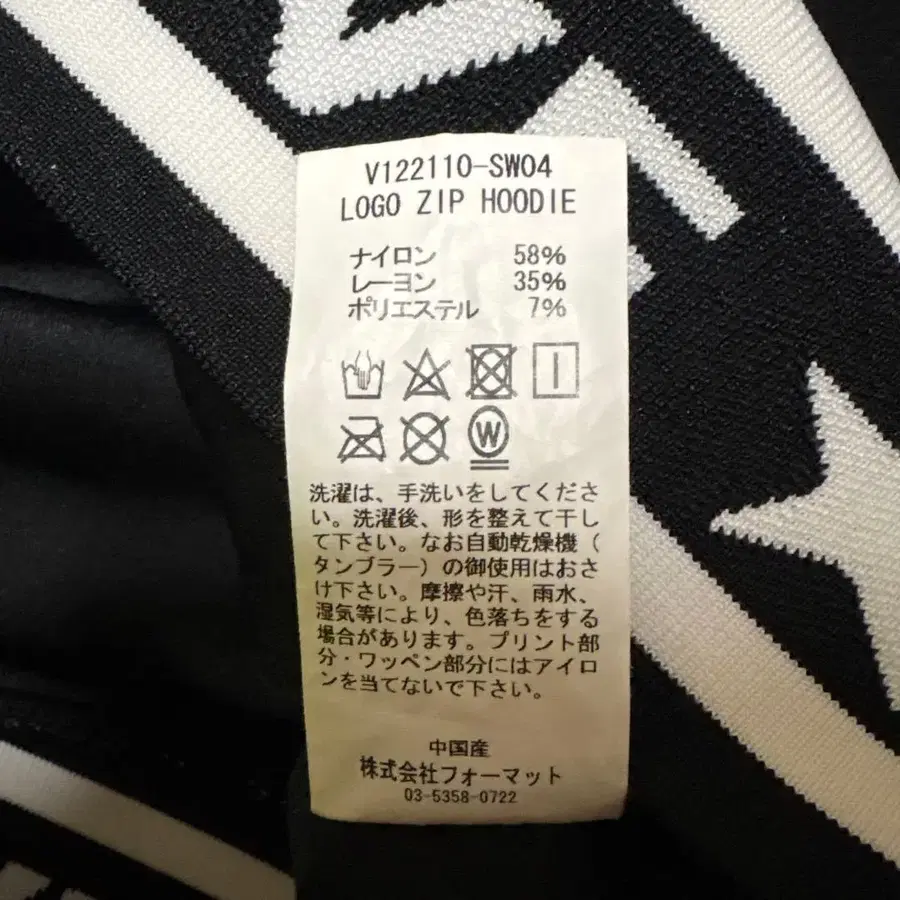 V122110-SW04
LOGO ZIP HOODIE
ナイロン 58%
レーヨン 35%
ポリエステル 7%
W
洗濯は、手洗いをしてくださ
い。洗濯後、形を整えて干し
て下さい。なお自動乾燥機(
タンブラー)の御使用はおさ
け下さい。摩擦や汗、雨水、
湿気等により、色落ちをする
場合があります。プリント部
分・ワッペン部分にはアイロ
ンを当てないで下さい。
中国産
株式会社フォーマット
03-5358-0722